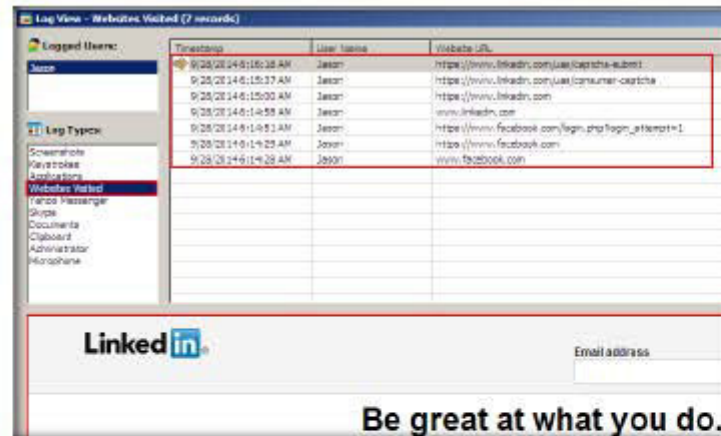 Log View - Websites Visited (7 records)
Logged Users:
Jason
Log Types:
Screenshots
Keystrokes
Applications
Websites Visited
Yahoo Messenger
Skype
Documents
Clipboard
Administrator
Microphone
Timestamp User Name Website URL
9/28/2014 6:16:18 AM Jason https://www.linkedin.com/uas/captcha-submit
9/28/2014 6:15:37 AM Jason https://www.linkedin.com/uas/consumer-captcha
9/28/2014 6:15:00 AM Jason https://www.linkedin.com
9/28/2014 6:14:58 AM Jason www.linkedin.com
9/28/2014 6:14:51 AM Jason https://www.facebook.com/login.php?login_attempt=1
9/28/2014 6:14:29 AM Jason https://www.facebook.com
9/28/2014 6:14:28 AM Jason www.facebook.com
Linked in
Email address
Be great at what you do.